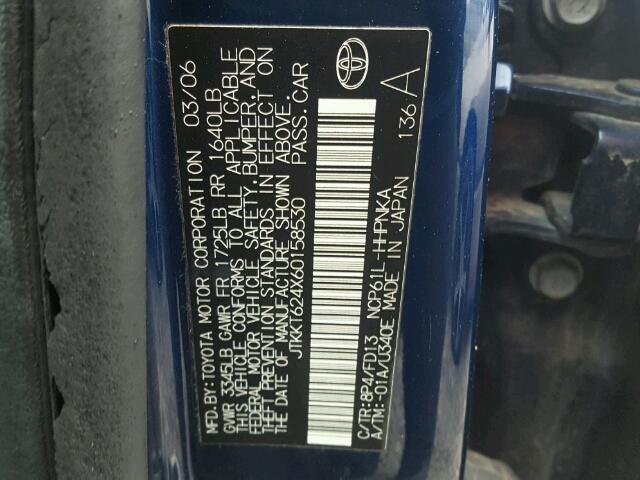 MFD. BY: TOYOTA MOTOR CORPORATION 03/06
GVWR 3345LB GAWR FR 1725LB RR 1640LB
THIS VEHICLE CONFORMS TO ALL APPLICABLE
FEDERAL MOTOR VEHICLE SAFETY, BUMPER, AND
THEFT PREVENTION STANDARDS IN EFFECT ON
THE DATE OF MANUFACTURE SHOWN ABOVE.
JTKKT624X60158530 PASS. CAR
C/TR:8P4/FD13 NCP61L-HHPNKA
A/TM:-01A/U340E MADE IN JAPAN 136 A